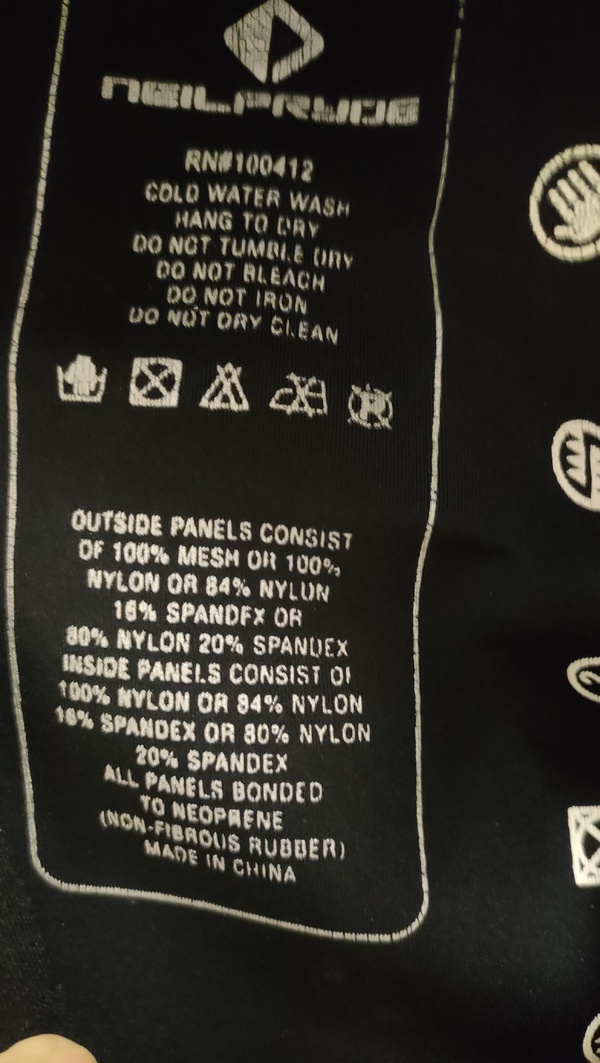 NEILPRYDE
RN#100412
COLD WATER WASH
HANG TO DRY
DO NOT TUMBLE DRY
DO NOT BLEACH
DO NOT IRON
DO NOT DRY CLEAN
OUTSIDE PANELS CONSIST
OF 100% MESH OR 100%
NYLON OR 84% NYLON
16% SPANDEX OR
80% NYLON 20% SPANDEX
INSIDE PANELS CONSIST OF
100% NYLON OR 84% NYLON
16% SPANDEX OR 80% NYLON
20% SPANDEX
ALL PANELS BONDED
TO NEOPRENE
(NON-FIBROUS RUBBER)
MADE IN CHINA